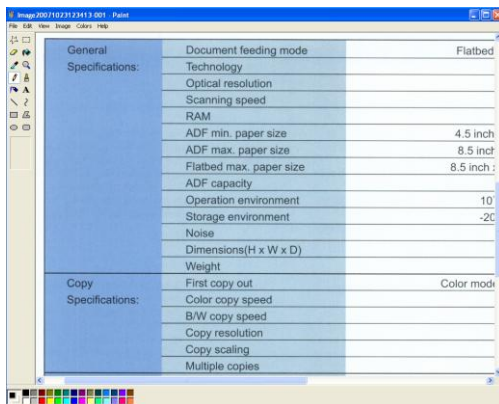 Image20071023123413-001 - Paint
File Edit View Image Colors Help
General Document feeding mode Flatbed
Specifications: Technology
Optical resolution
Scanning speed
RAM
ADF min. paper size 4.5 inch
ADF max. paper size 8.5 inch
Flatbed max. paper size 8.5 inch
ADF capacity
Operation environment 10
Storage environment -20
Noise
Dimensions(H x W x D)
Weight
Copy First copy out Color mode
Specifications: Color copy speed
B/W copy speed
Copy resolution
Copy scaling
Multiple copies